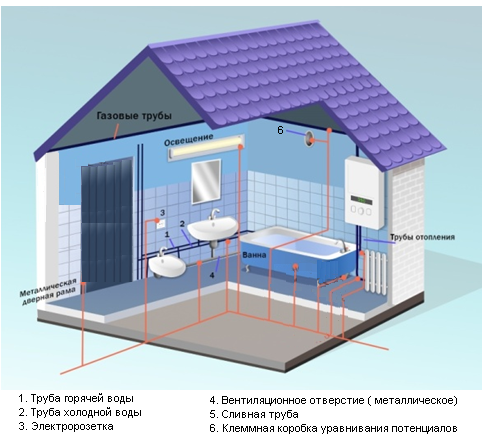 Газовые трубы
Освещение
6
3
2
1
Ванна
Трубы отопления
4
Металлическая
дверная рама
1. Труба горячей воды
2. Труба холодной воды
3. Электророзетка
4. Вентиляционное отверстие ( металлическое)
5. Сливная труба
6. Клеммная коробка уравнивания потенциалов